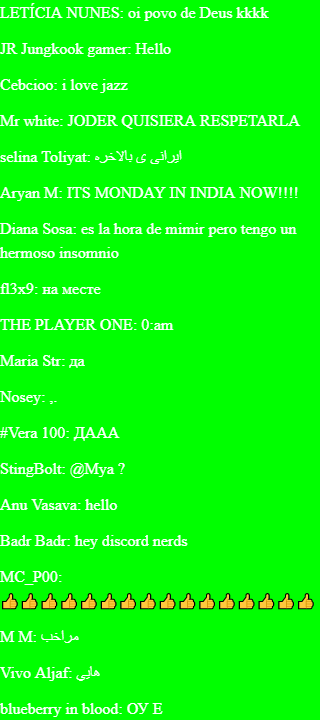 LETÍCIA NUNES: oi povo de Deus kkkk
JR Jungkook gamer: Hello
Cebcioo: i love jazz
Mr white: JODER QUISIERA RESPETARLA
selina Toliyat: ایرانی ی بالاخره
Aryan M: ITS MONDAY IN INDIA NOW!!!!
Diana Sosa: es la hora de mimir pero tengo un
hermoso insomnio
fl3x9: на месте
THE PLAYER ONE: 0:am
Maria Str: да
Nosey: ,.
#Vera 100: ДААА
StingBolt: @Mya ?
Anu Vasava: hello
Badr Badr: hey discord nerds
MC_P00:
👍👍👍👍👍👍👍👍👍👍👍👍👍👍👍👍
M M: مراحب
Vivo Aljaf: هايي
blueberry in blood: ОУ Е